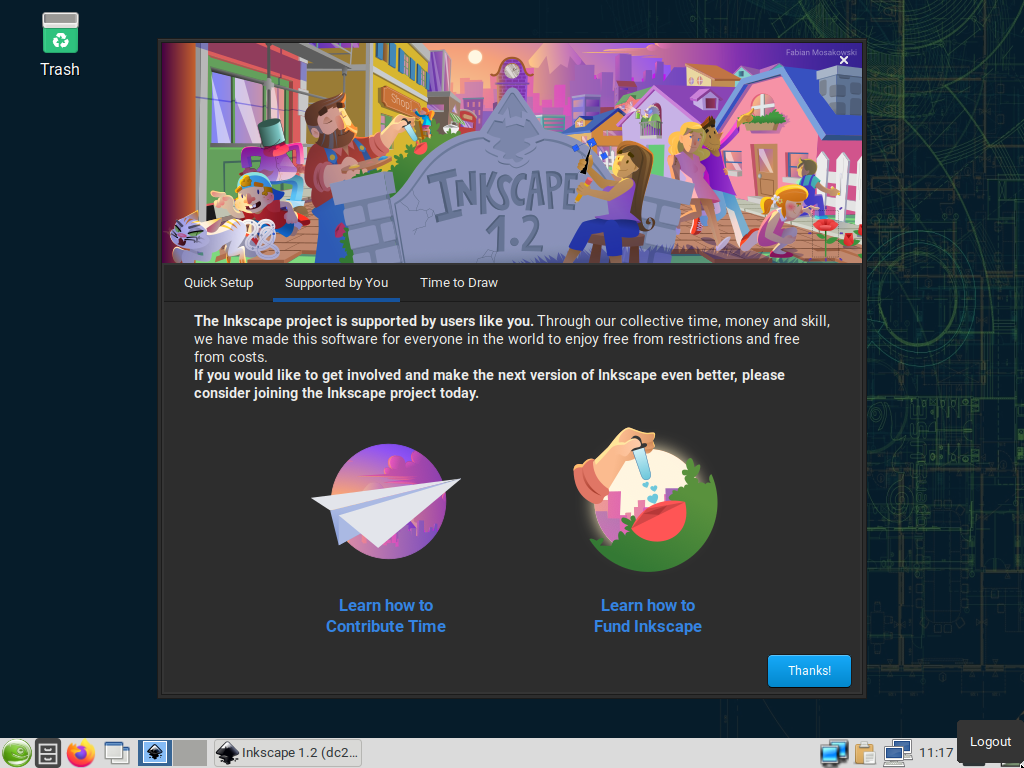 Trash
Fabian Mosakowski
Shop
INKSCAPE
1.2
Quick Setup
Supported by You
Time to Draw
The Inkscape project is supported by users like you. Through our collective time, money and skill,
we have made this software for everyone in the world to enjoy free from restrictions and free
from costs.
If you would like to get involved and make the next version of Inkscape even better, please
consider joining the Inkscape project today.
Learn how to
Contribute Time
Learn how to
Fund Inkscape
Thanks!
Inkscape 1.2 (dc2...
11:17
Logout